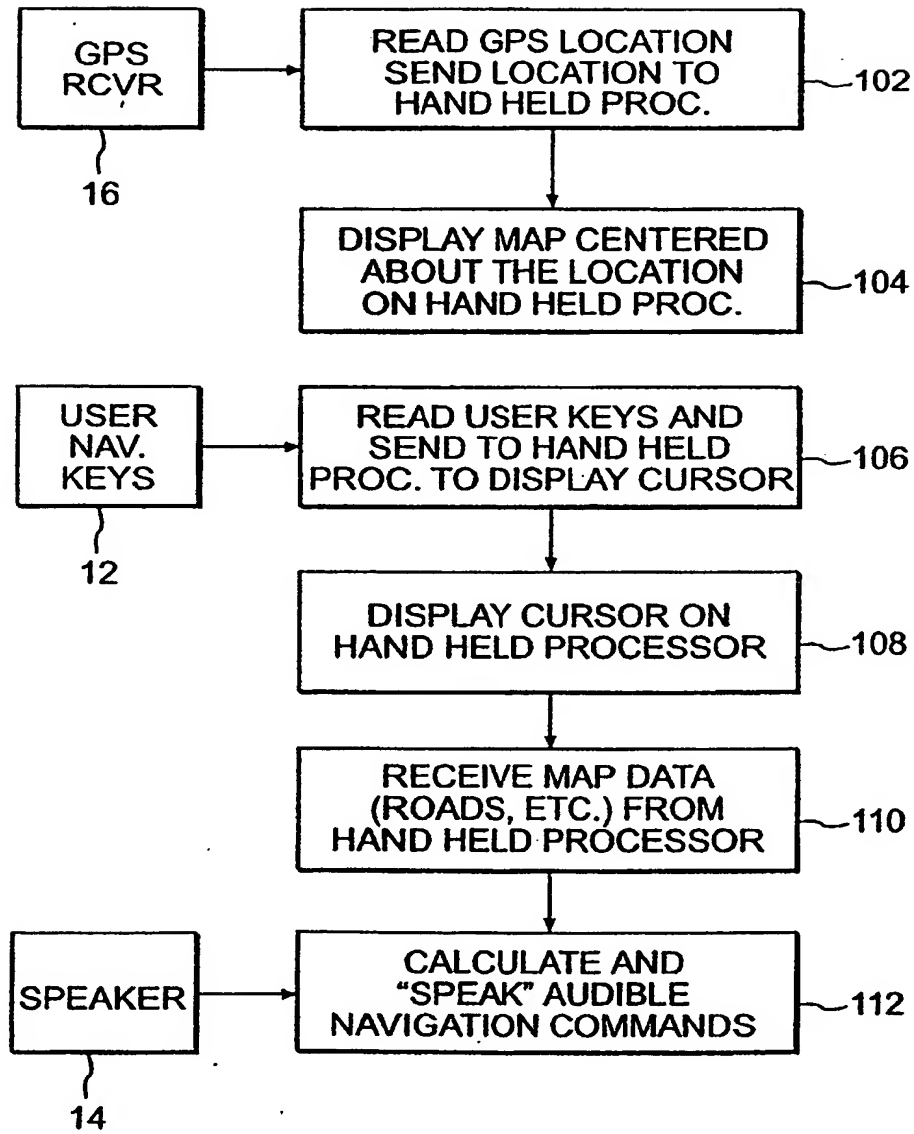 GPS
RCVR
16
READ GPS LOCATION
SEND LOCATION TO
HAND HELD PROC.
102
DISPLAY MAP CENTERED
ABOUT THE LOCATION
ON HAND HELD PROC.
104
USER
NAV.
KEYS
12
READ USER KEYS AND
SEND TO HAND HELD
PROC. TO DISPLAY CURSOR
106
DISPLAY CURSOR ON
HAND HELD PROCESSOR
108
RECEIVE MAP DATA
(ROADS, ETC.) FROM
HAND HELD PROCESSOR
110
SPEAKER
14
CALCULATE AND
“SPEAK” AUDIBLE
NAVIGATION COMMANDS
112